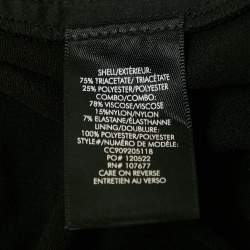 SHELL/EXTÉRIEUR:
75% TRIACETATE/ TRIACÉTATE
25% POLYESTER/POLYESTER
COMBO/COMBO:
78% VISCOSE/VISCOSE
15%NYLON/NYLON
7% ELASTANE/ÉLASTHANNE
LINING/DOUBLURE:
100% POLYESTER/POLYESTER
STYLE#/NUMÉRO DE MODÈLE:
CC909205118
PO# 120622
RN# 107677
CARE ON REVERSE
ENTRETIEN AU VERSO